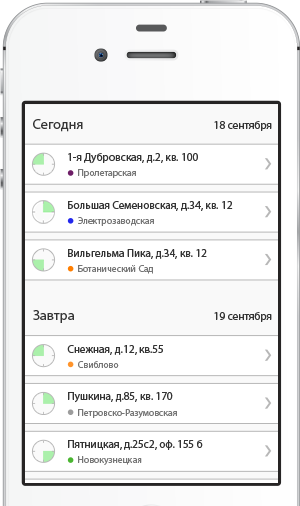 Сегодня 18 сентября
1-я Дубровская, д.2, кв. 100
Пролетарская
Большая Семеновская, д.34, кв. 12
Электрозаводская
Вильгельма Пика, д.34, кв. 12
Ботанический Сад
Завтра 19 сентября
Снежная, д.12, кв.55
Свиблово
Пушкина, д.85, кв. 170
Петровско-Разумовская
Пятницкая, д.25с2, оф. 155 б
Новокузнецкая